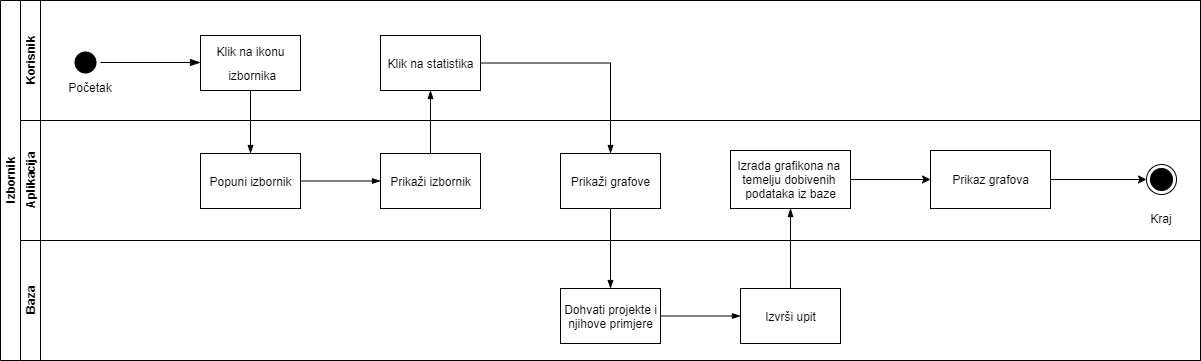 Izbornik
Korisnik
Početak
Klik na ikonu
izbornika
Klik na statistika
Aplikacija
Popuni izbornik
Prikaži izbornik
Prikaži grafove
Izrada grafikona na
temelju dobivenih
podataka iz baze
Prikaz grafova
Kraj
Baza
Dohvati projekte i
njihove primjere
Izvrši upit